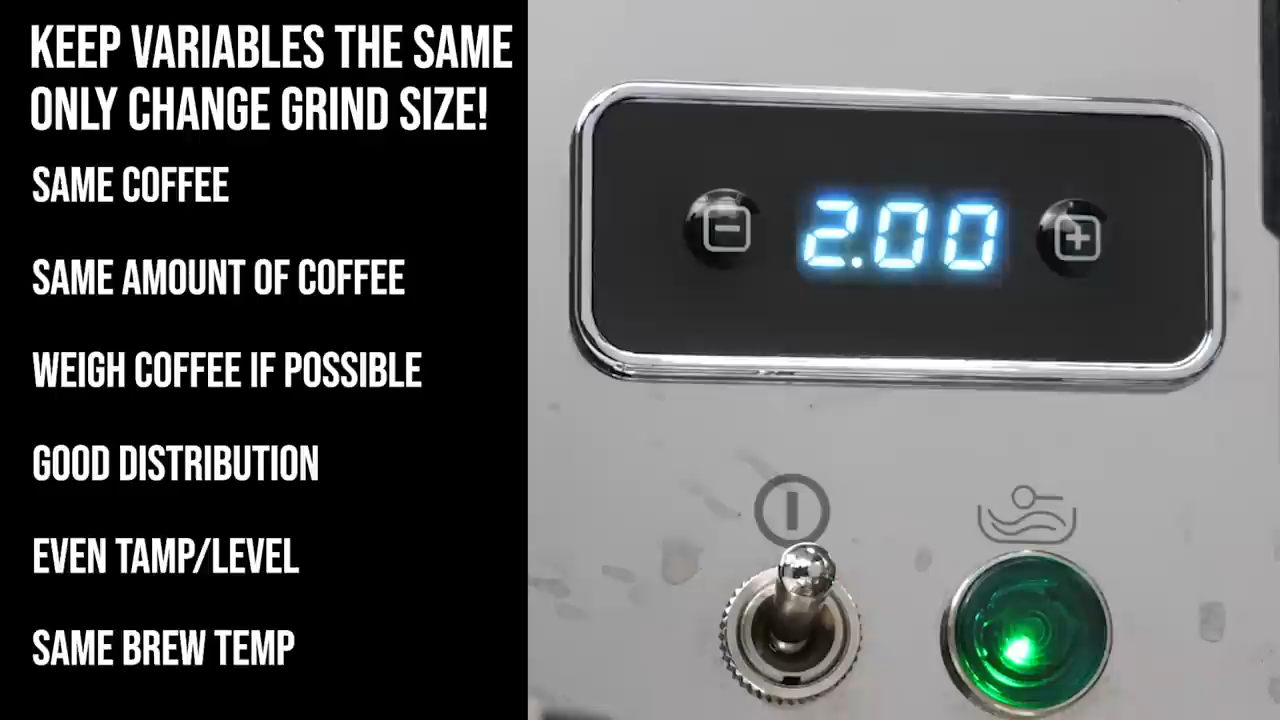 KEEP VARIABLES THE SAME
ONLY CHANGE GRIND SIZE!
SAME COFFEE
SAME AMOUNT OF COFFEE
WEIGH COFFEE IF POSSIBLE
GOOD DISTRIBUTION
EVEN TAMP/LEVEL
SAME BREW TEMP
2.00